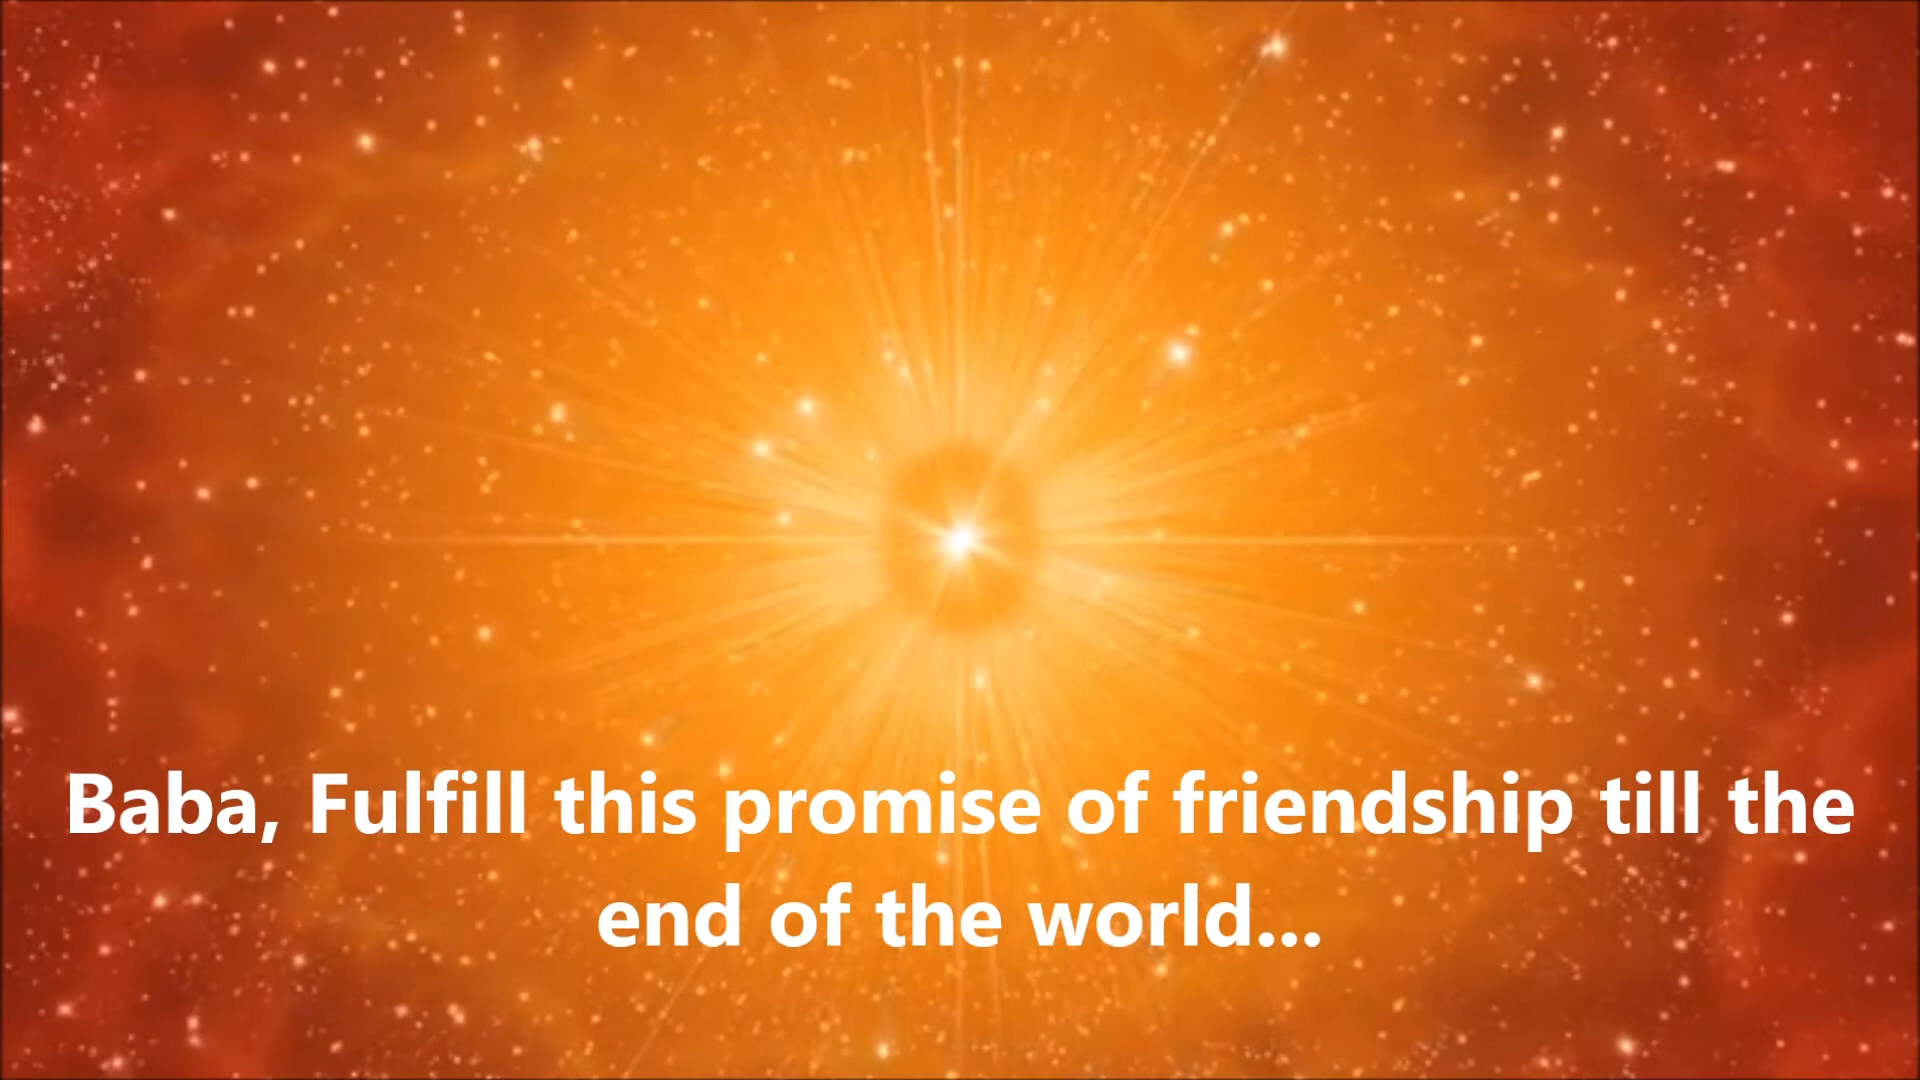 Baba, Fulfill this promise of friendship till the
end of the world...